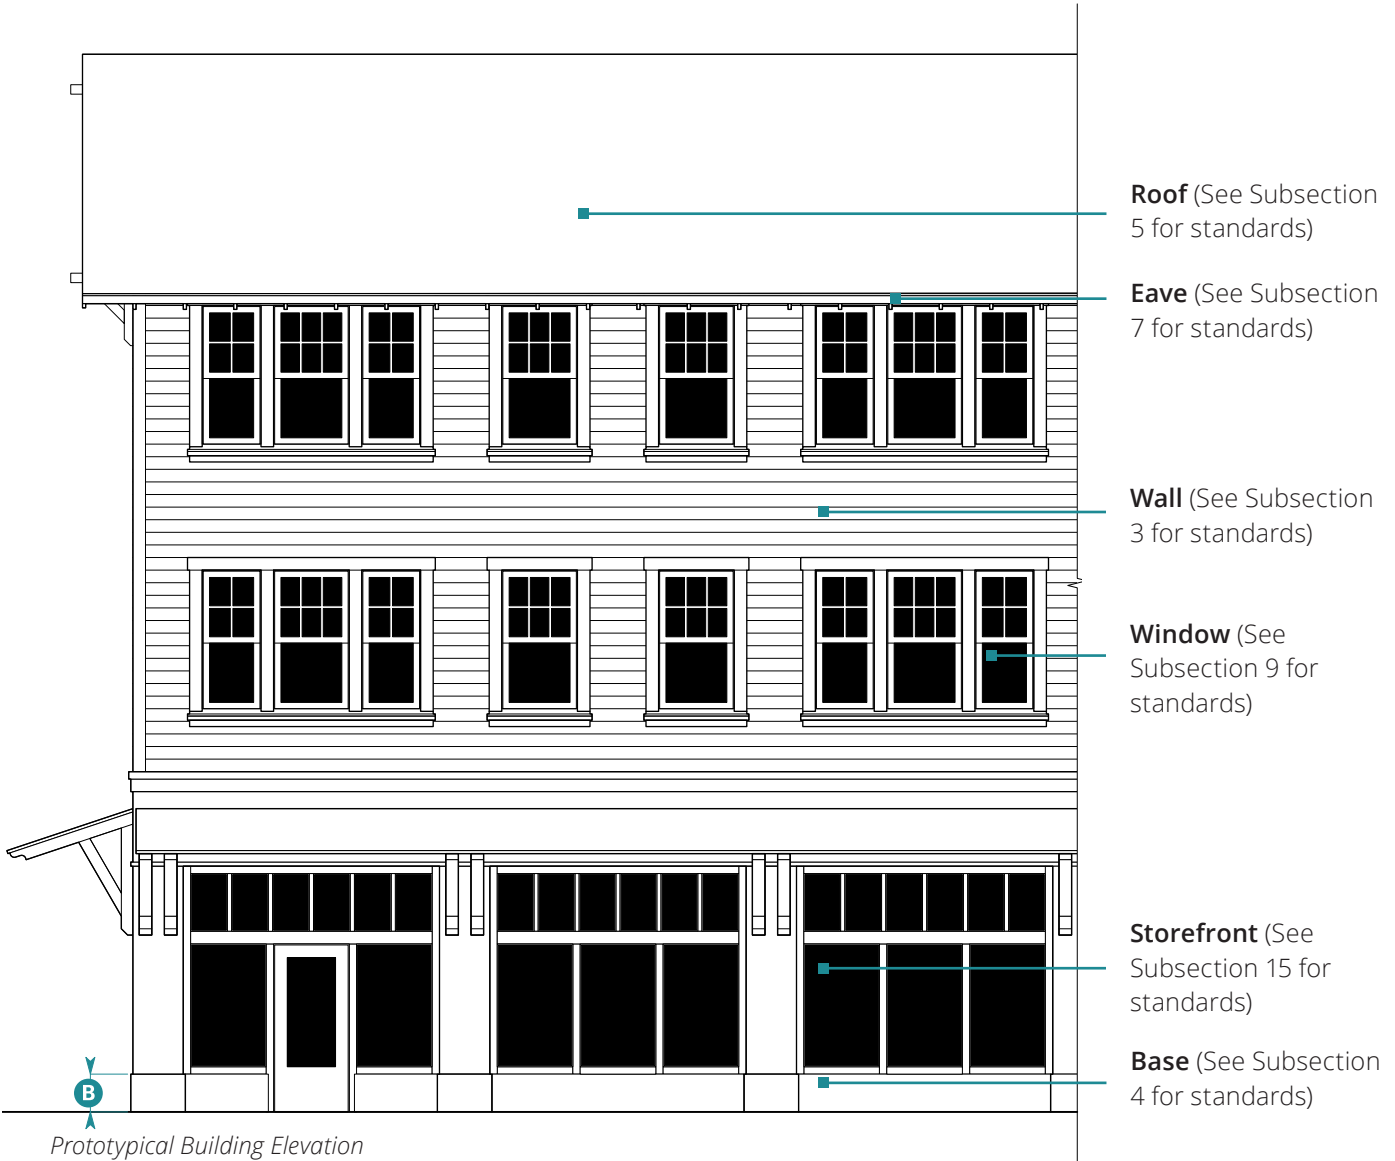 Roof (See Subsection
5 for standards)
Eave (See Subsection
7 for standards)
Wall (See Subsection
3 for standards)
Window (See
Subsection 9 for
standards)
Storefront (See
Subsection 15 for
standards)
Base (See Subsection
4 for standards)
B
Prototypical Building Elevation